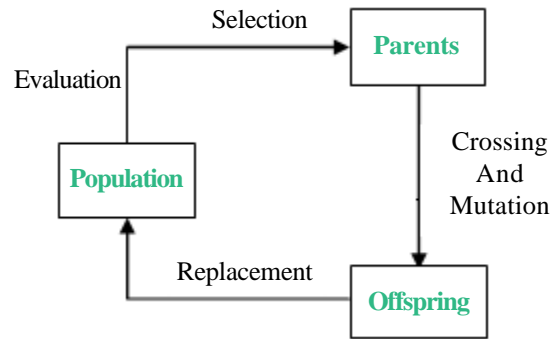 Selection
Parents
Evaluation
Crossing
And
Mutation
Population
Replacement
Offspring